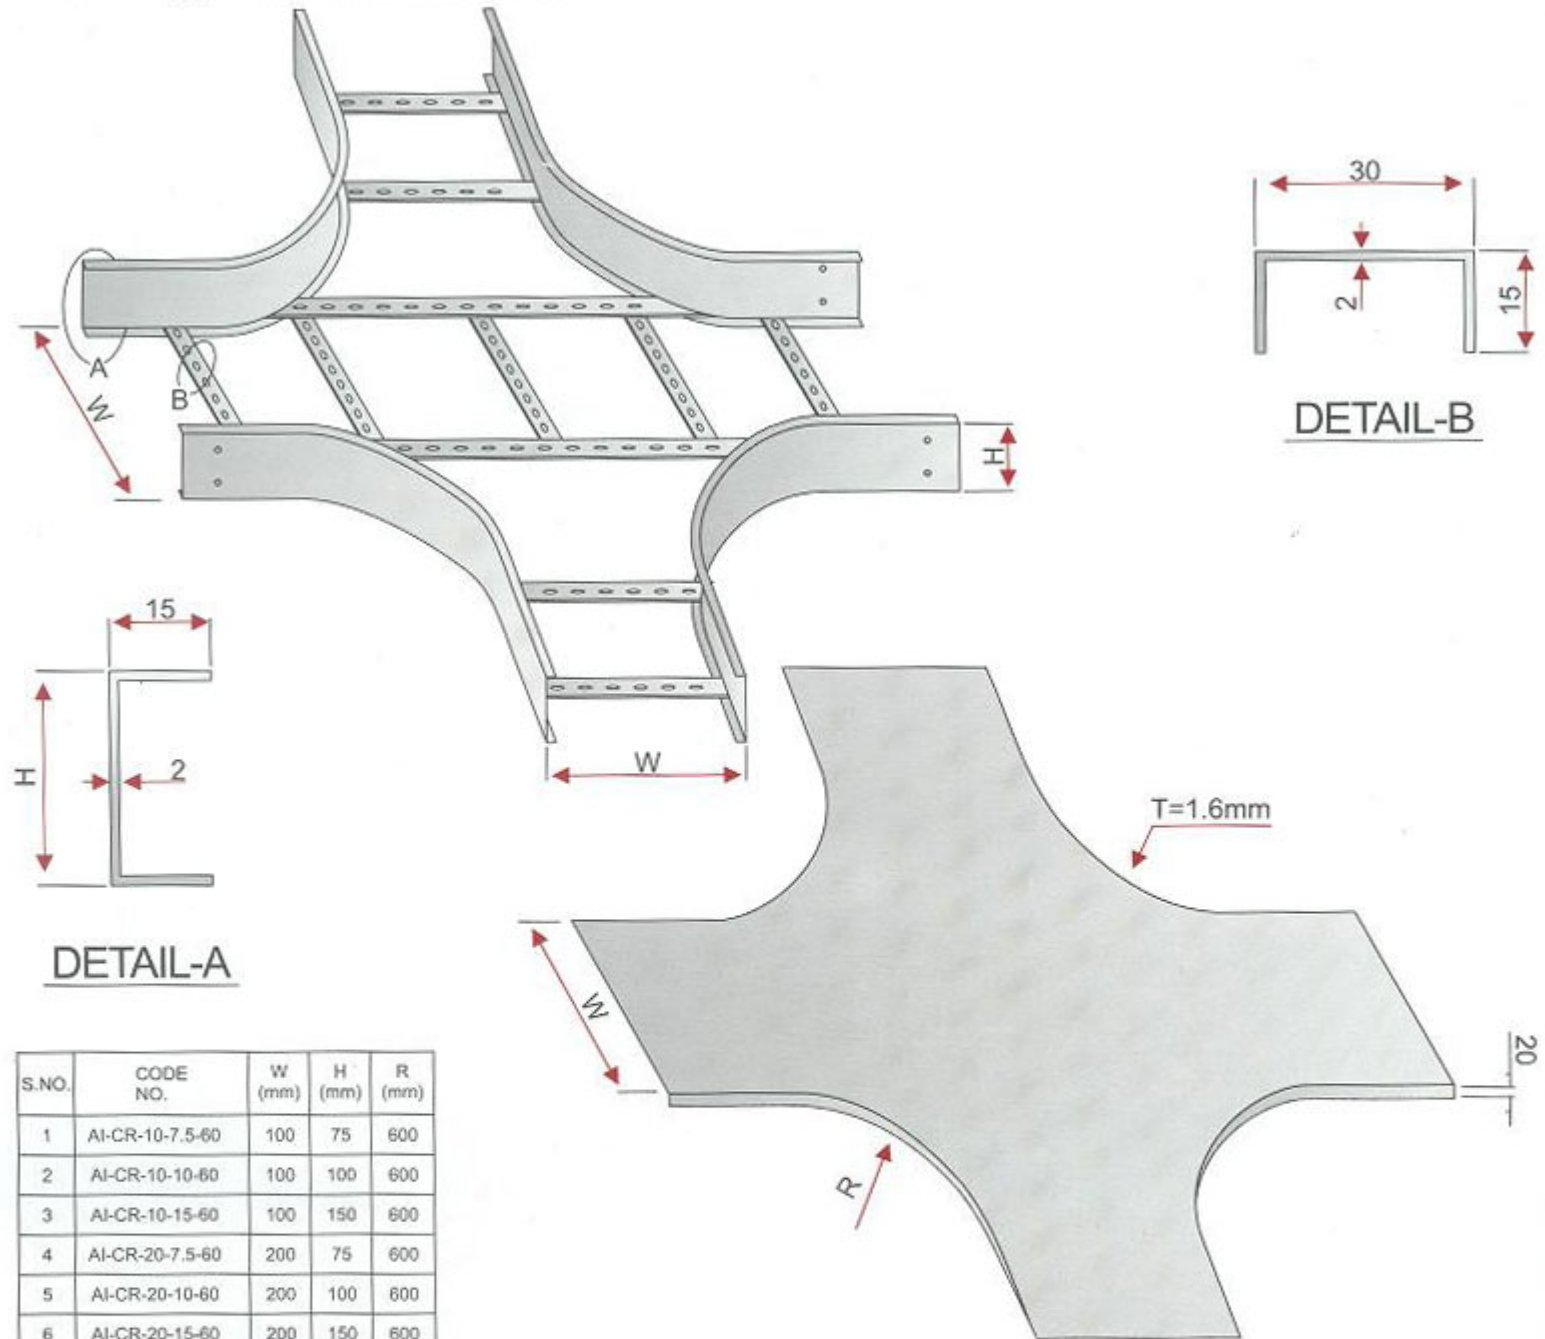 30
2
15
DETAIL-B
A
B
W
H
15
H
2
W
DETAIL-A
T=1.6mm
W
20
R
S.NO. CODE NO. W (mm) H (mm) R (mm)
1 AI-CR-10-7.5-60 100 75 600
2 AI-CR-10-10-60 100 100 600
3 AI-CR-10-15-60 100 150 600
4 AI-CR-20-7.5-60 200 75 600
5 AI-CR-20-10-60 200 100 600
6 AI-CR-20-15-60 200 150 600